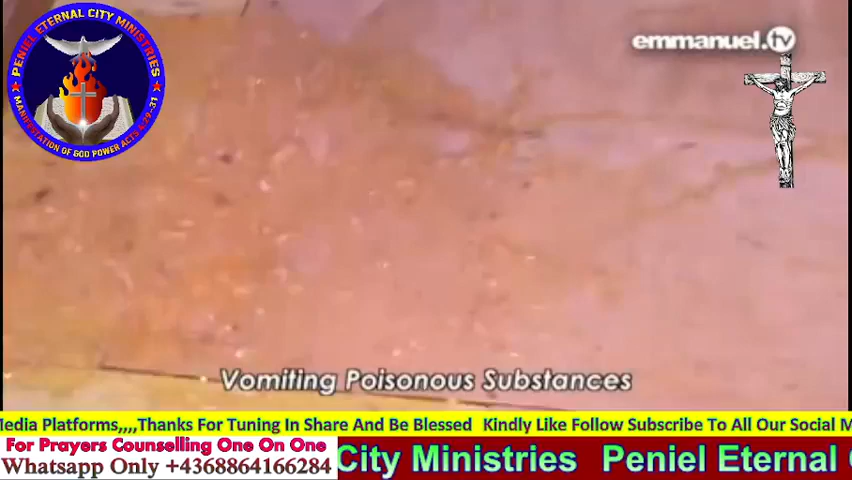 PENIEL ETERNAL CITY MINISTRIES
MANIFESTATION OF GOD POWER ACTS 4:29-31
emmanuel.tv
Vomiting Poisonous Substances
Media Platforms,,,,Thanks For Tuning In Share And Be Blessed Kindly Like Follow Subscribe To All Our Social M
For Prayers Counselling One On One
Whatsapp Only +4368864166284
City Ministries Peniel Eternal C